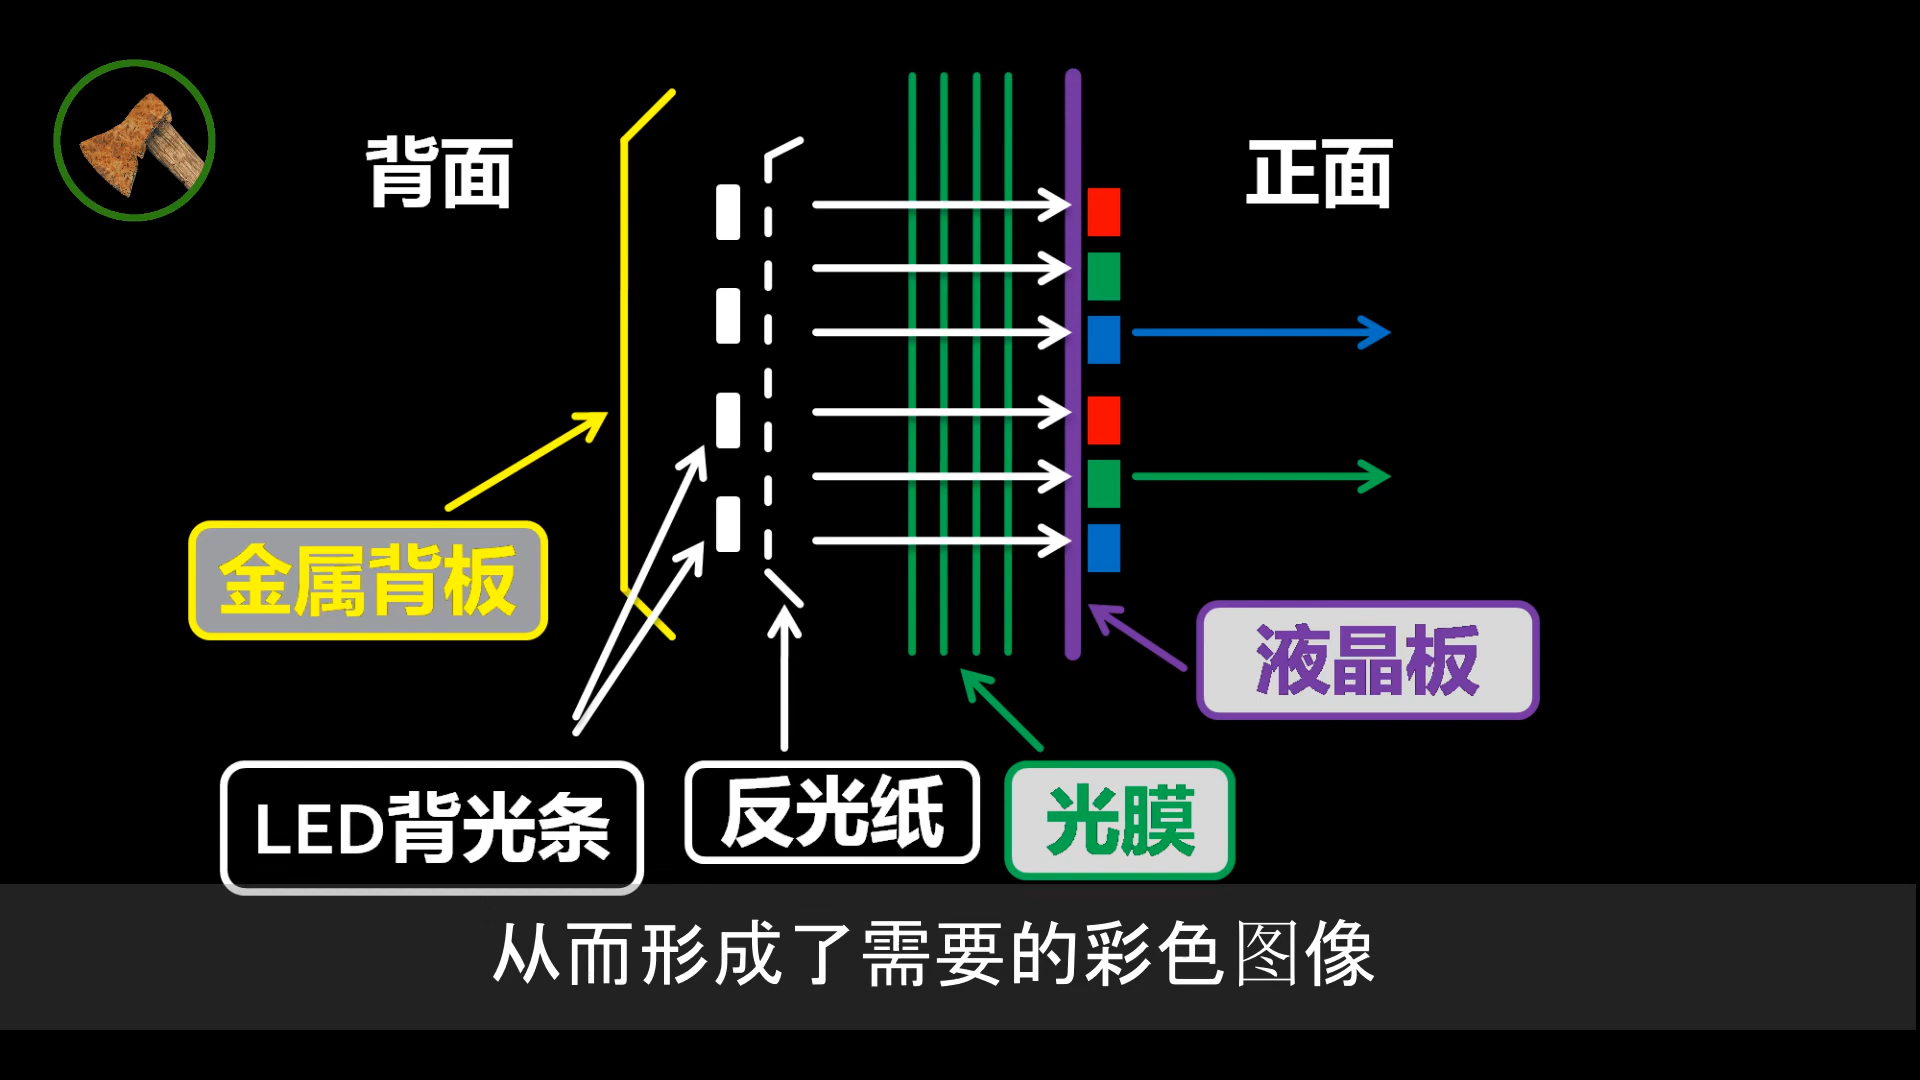 背面
正面
金属背板
液晶板
LED背光条
反光纸
光膜
从而形成了需要的彩色图像